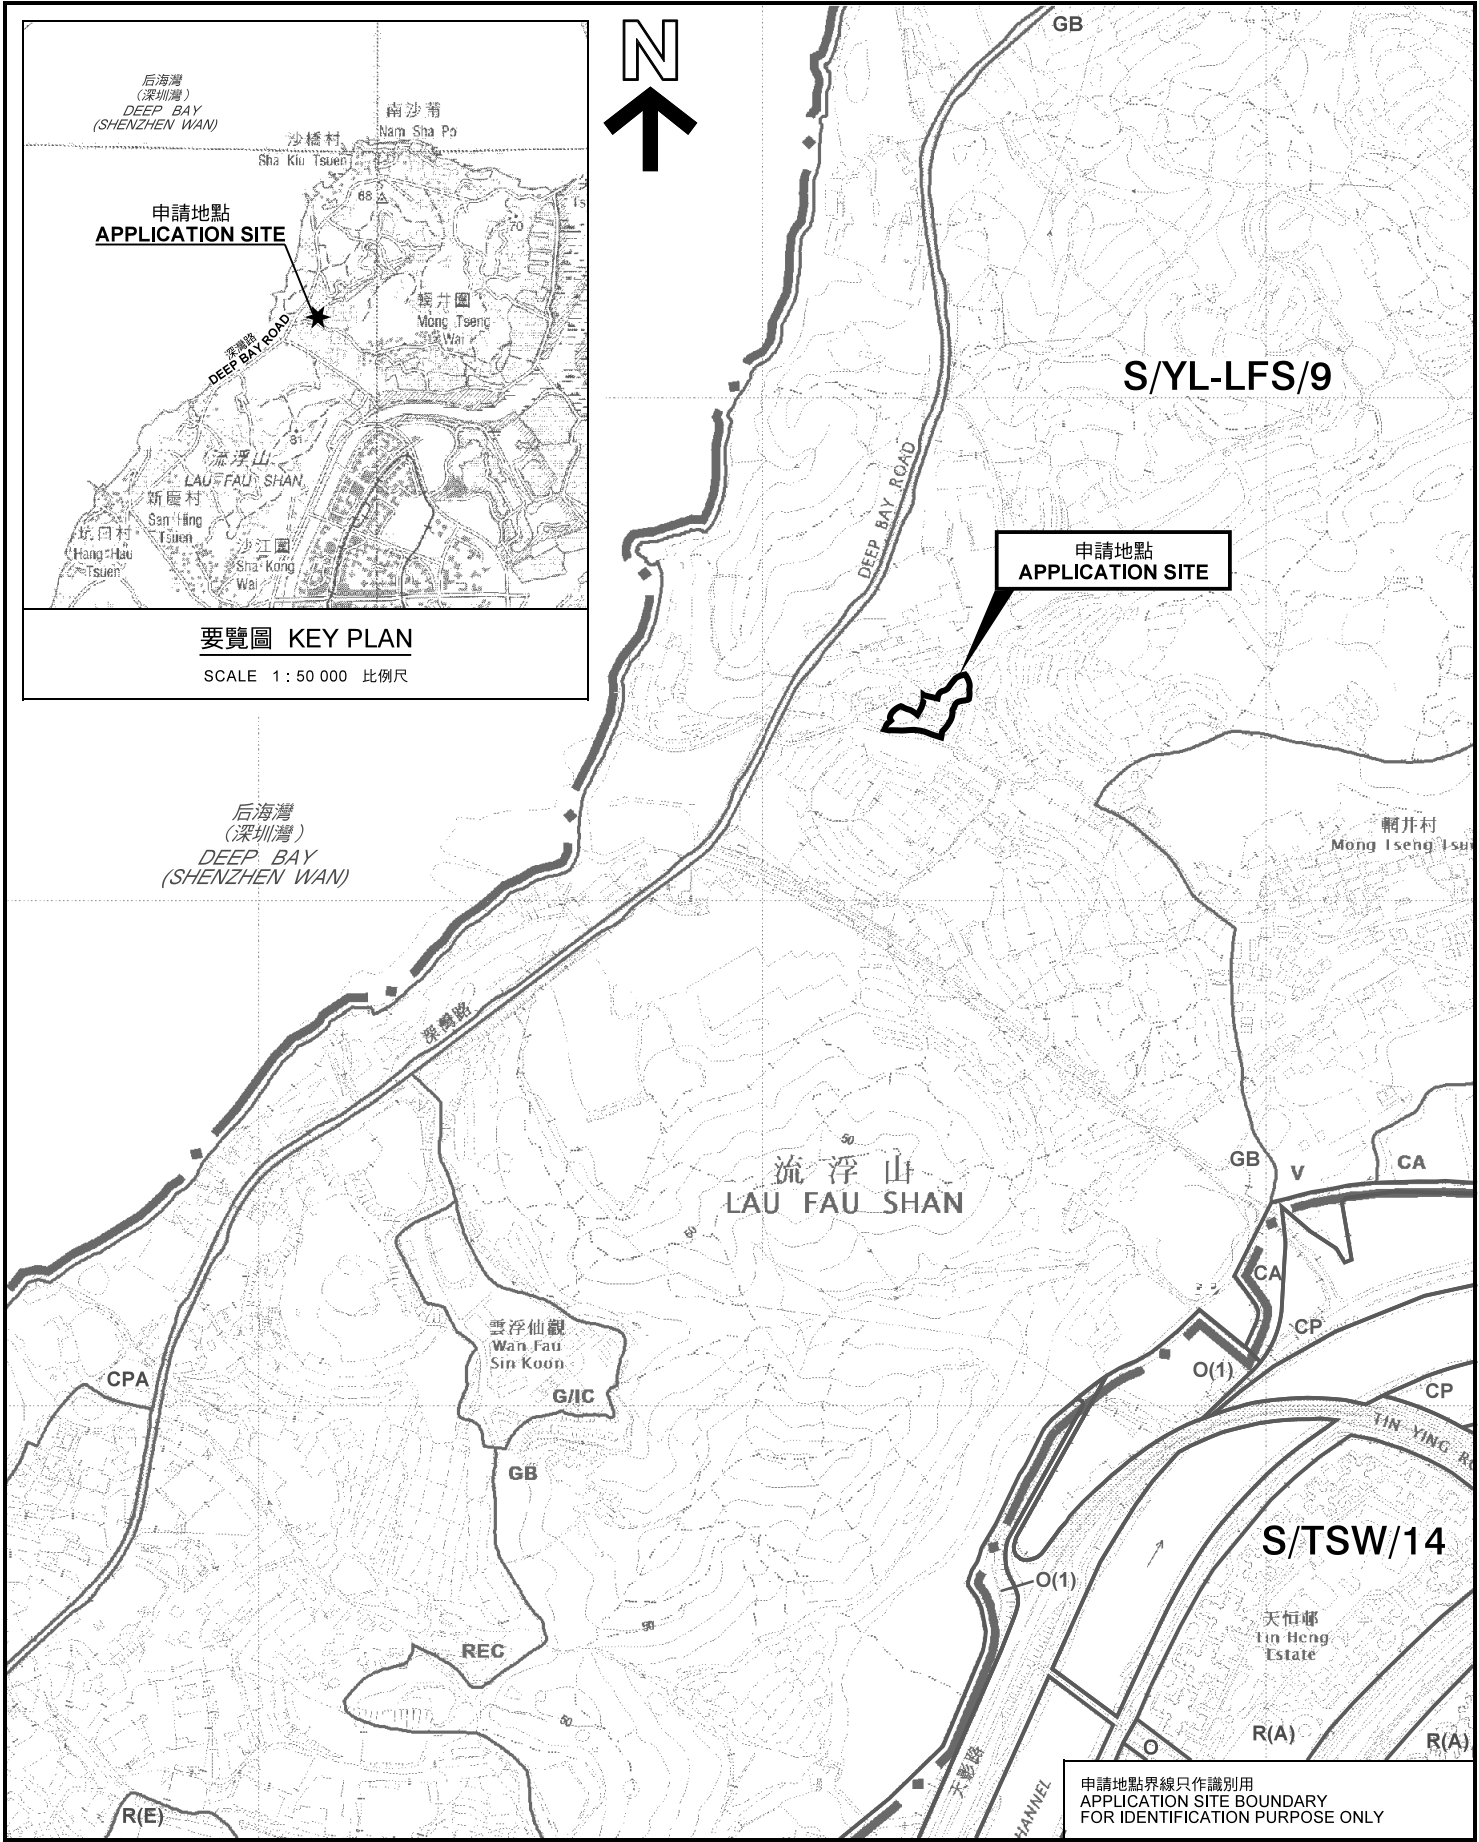 后海灣
(深圳灣)
DEEP BAY
(SHENZHEN WAN)
南沙莆
Nam Sha Po
沙橋村
Sha Kiu Tsuen
68
70
申請地點
APPLICATION SITE
輞井圍
Mong Tseng
Wai
深灣路
DEEP BAY ROAD
31
流浮山
LAU FAU SHAN
新慶村
San Hing
Tsuen
坑口村
Hang Hau
Tsuen
沙江圍
Sha Kong
Wai
要覽圖 KEY PLAN
SCALE 1 : 50 000 比例尺
N
GB
S/YL-LFS/9
DEEP BAY ROAD
申請地點
APPLICATION SITE
后海灣
(深圳灣)
DEEP BAY
(SHENZHEN WAN)
輞井村
Mong Tseng Tsu
深灣路
50
流浮山
LAU FAU SHAN
50
GB
V
CA
CA
CP
O(1)
CP
TIN YING RO
雲浮仙觀
Wan Fau
Sin Koon
G/IC
CPA
GB
S/TSW/14
O(1)
天恒邨
Tin Heng
Estate
50
REC
50
R(A)
R(A)
O
天影路
HANNEL
R(E)
申請地點界線只作識別用
APPLICATION SITE BOUNDARY
FOR IDENTIFICATION PURPOSE ONLY